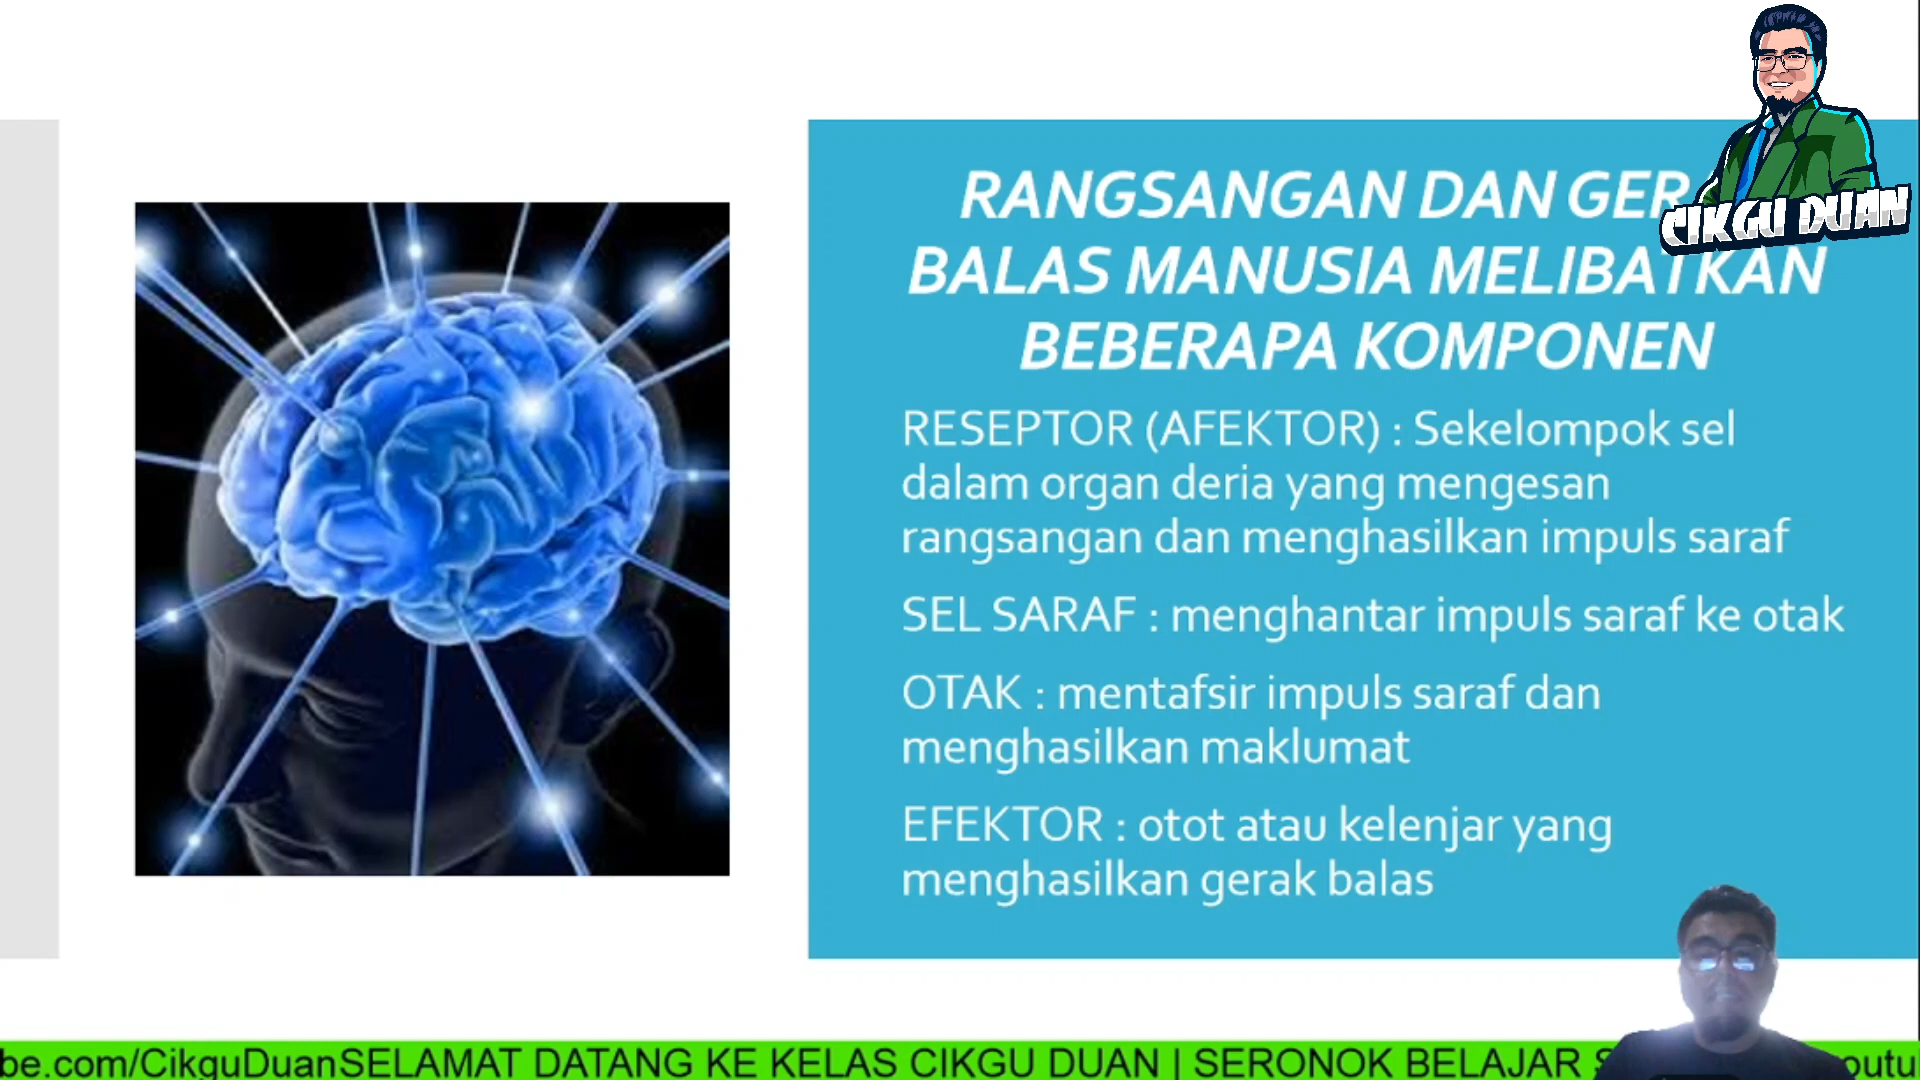 RANGSANGAN DAN GER
BALAS MANUSIA MELIBATKAN
BEBERAPA KOMPONEN
RESEPTOR (AFEKTOR) : Sekelompok sel
dalam organ deria yang mengesan
rangsangan dan menghasilkan impuls saraf
SEL SARAF : menghantar impuls saraf ke otak
OTAK : mentafsir impuls saraf dan
menghasilkan maklumat
EFEKTOR : otot atau kelenjar yang
menghasilkan gerak balas
CIKGU DUAN
be.com/CikguDuanSELAMAT DATANG KE KELAS CIKGU DUAN | SERONOK BELAJAR S outu